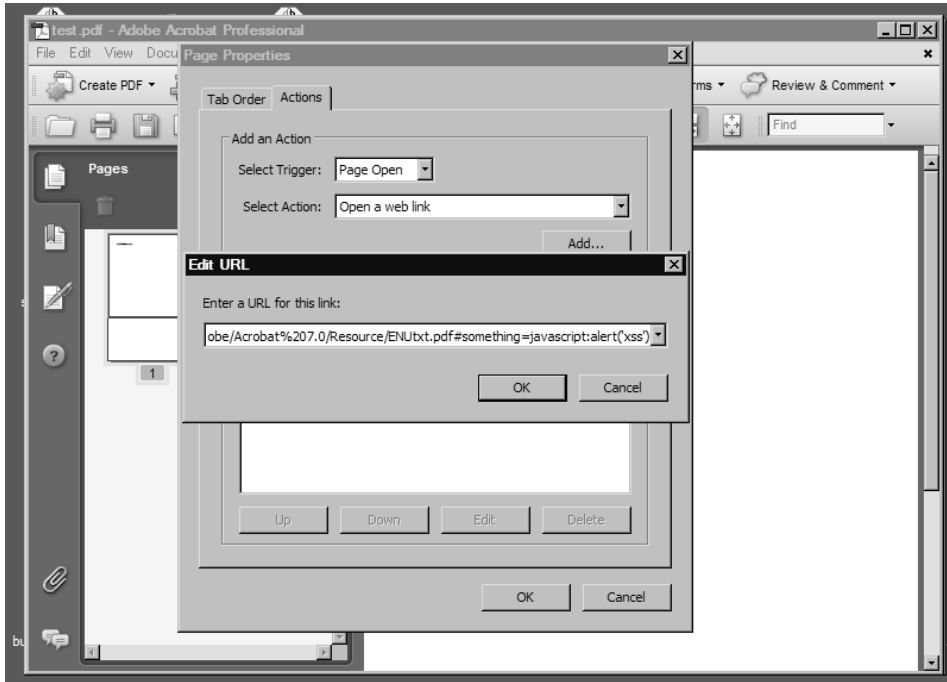 test.pdf - Adobe Acrobat Professional
File Edit View Docu
Page Properties
Create PDF
rms
Review & Comment
Find
Pages
1
Tab Order
Actions
Add an Action
Select Trigger: Page Open
Select Action: Open a web link
Add...
Edit URL
Enter a URL for this link:
obe/Acrobat%207.0/Resource/ENUtxt.pdf#something=javascript:alert('xss')
OK Cancel
Up Down Edit Delete
OK Cancel
bu